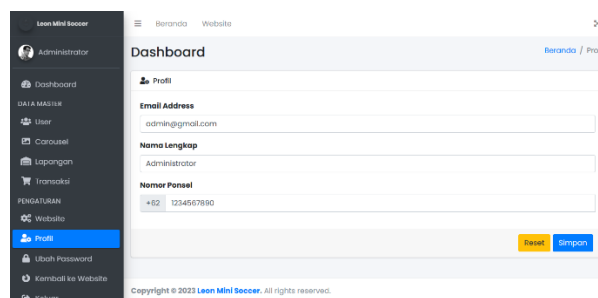 Leon Mini Soccer
Beranda Website
Administrator
Dashboard
Beranda / Pro
Dashboard
Profil
DATA MASTER
Email Address
User
admin@gmail.com
Carousel
Nama Lengkap
Lapangan
Administrator
Transaksi
Nomor Ponsel
PENGATURAN
+62 1234567890
Website
Profil
Reset Simpan
Ubah Password
Kembali ke Website
Copyright © 2023 Leon Mini Soccer. All rights reserved.